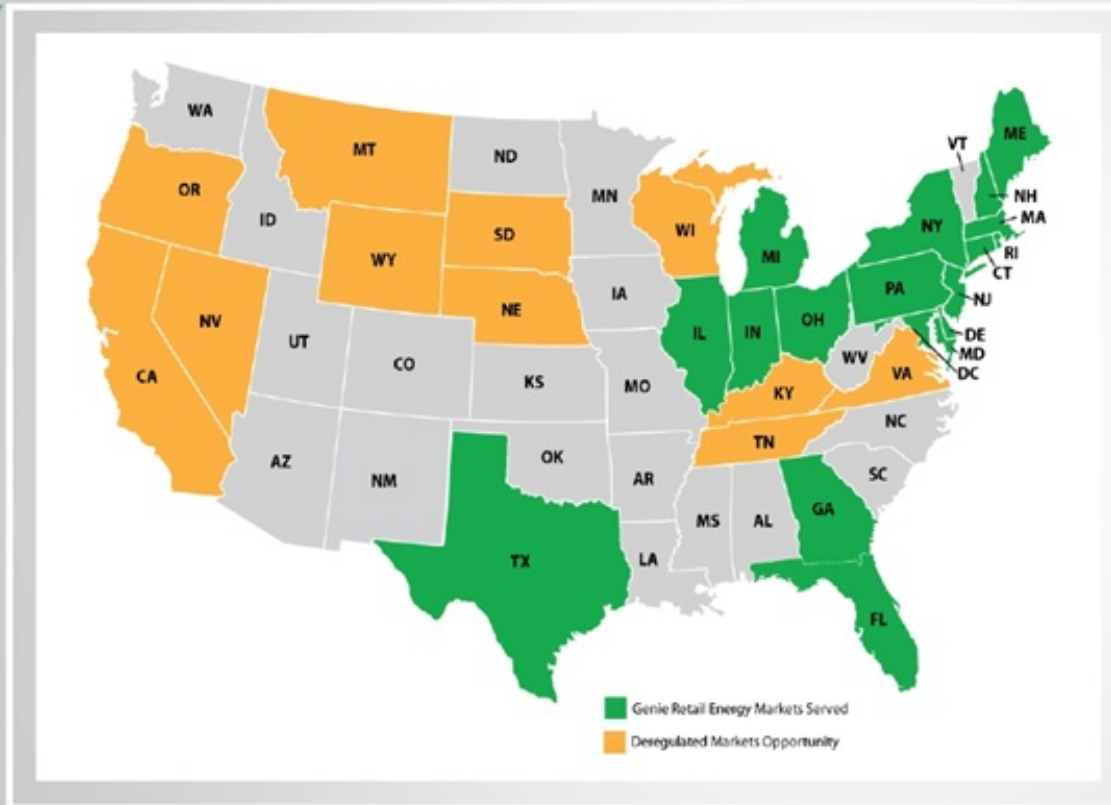 WA
MT
ND
MN
VT
ME
OR
ID
SD
WI
NY
NH
MA
WY
MI
RI
CT
IA
PA
NJ
NV
NE
IL
IN
OH
DE
MD
DC
UT
CO
WV
VA
CA
KS
MO
KY
NC
AZ
NM
OK
TN
AR
SC
MS
AL
GA
TX
LA
FL
Genie Retail Energy Markets Served
Deregulated Markets Opportunity